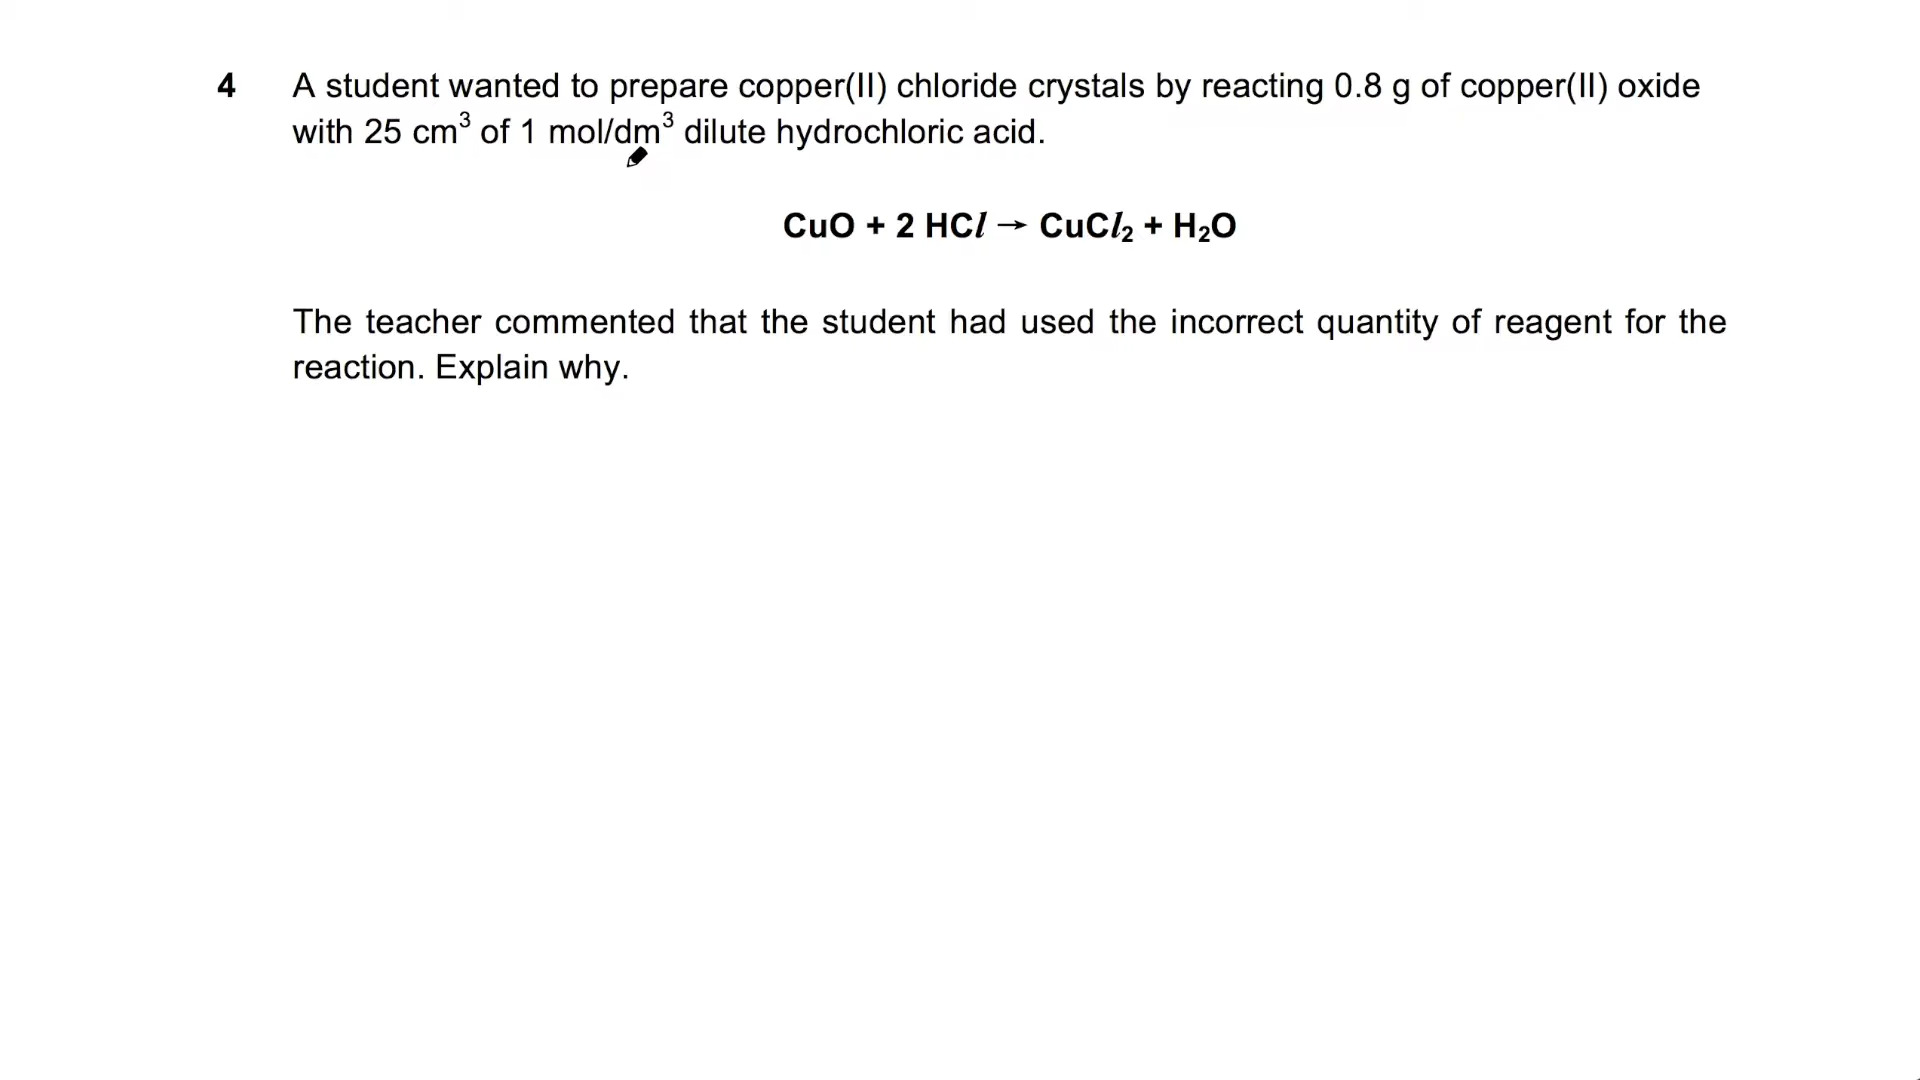 4 A student wanted to prepare copper(II) chloride crystals by reacting 0.8 g of copper(II) oxide
with 25 cm³ of 1 mol/dm³ dilute hydrochloric acid.
CuO + 2 HCl → CuCl₂ + H₂O
The teacher commented that the student had used the incorrect quantity of reagent for the
reaction. Explain why.